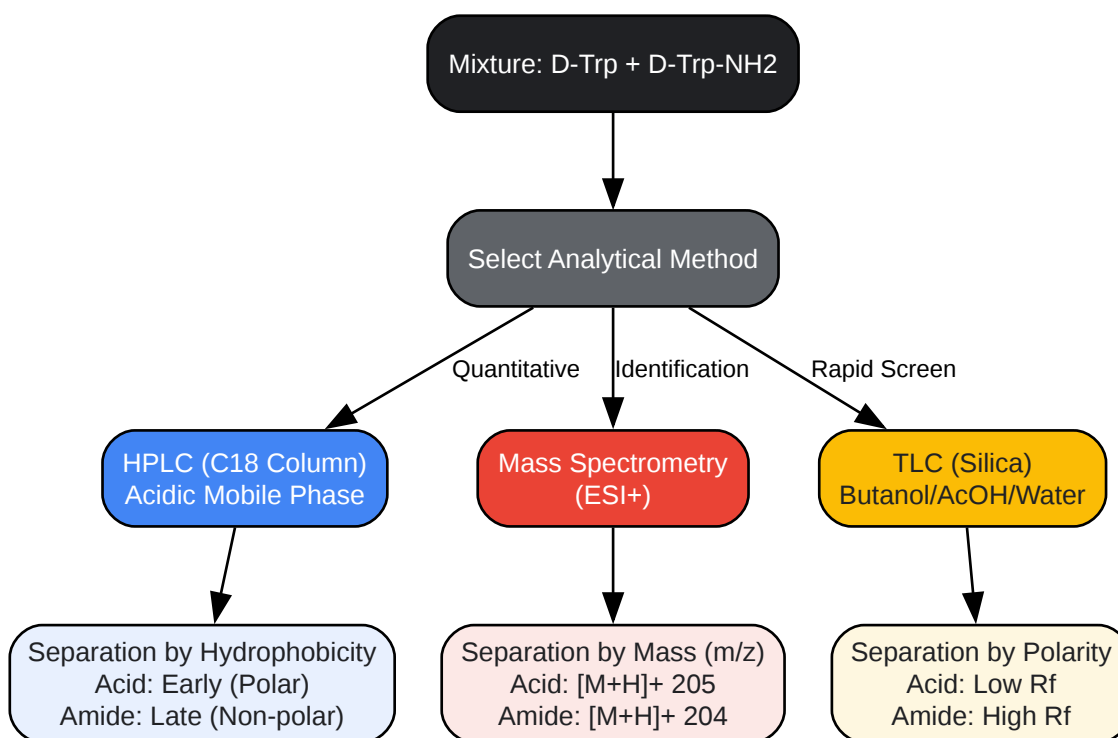 Mixture: D-Trp + D-Trp-NH2
Select Analytical Method
Quantitative
Identification
Rapid Screen
HPLC (C18 Column)
Acidic Mobile Phase
Mass Spectrometry
(ESI+)
TLC (Silica)
Butanol/AcOH/Water
Separation by Hydrophobicity
Acid: Early (Polar)
Amide: Late (Non-polar)
Separation by Mass (m/z)
Acid: [M+H]+ 205
Amide: [M+H]+ 204
Separation by Polarity
Acid: Low Rf
Amide: High Rf